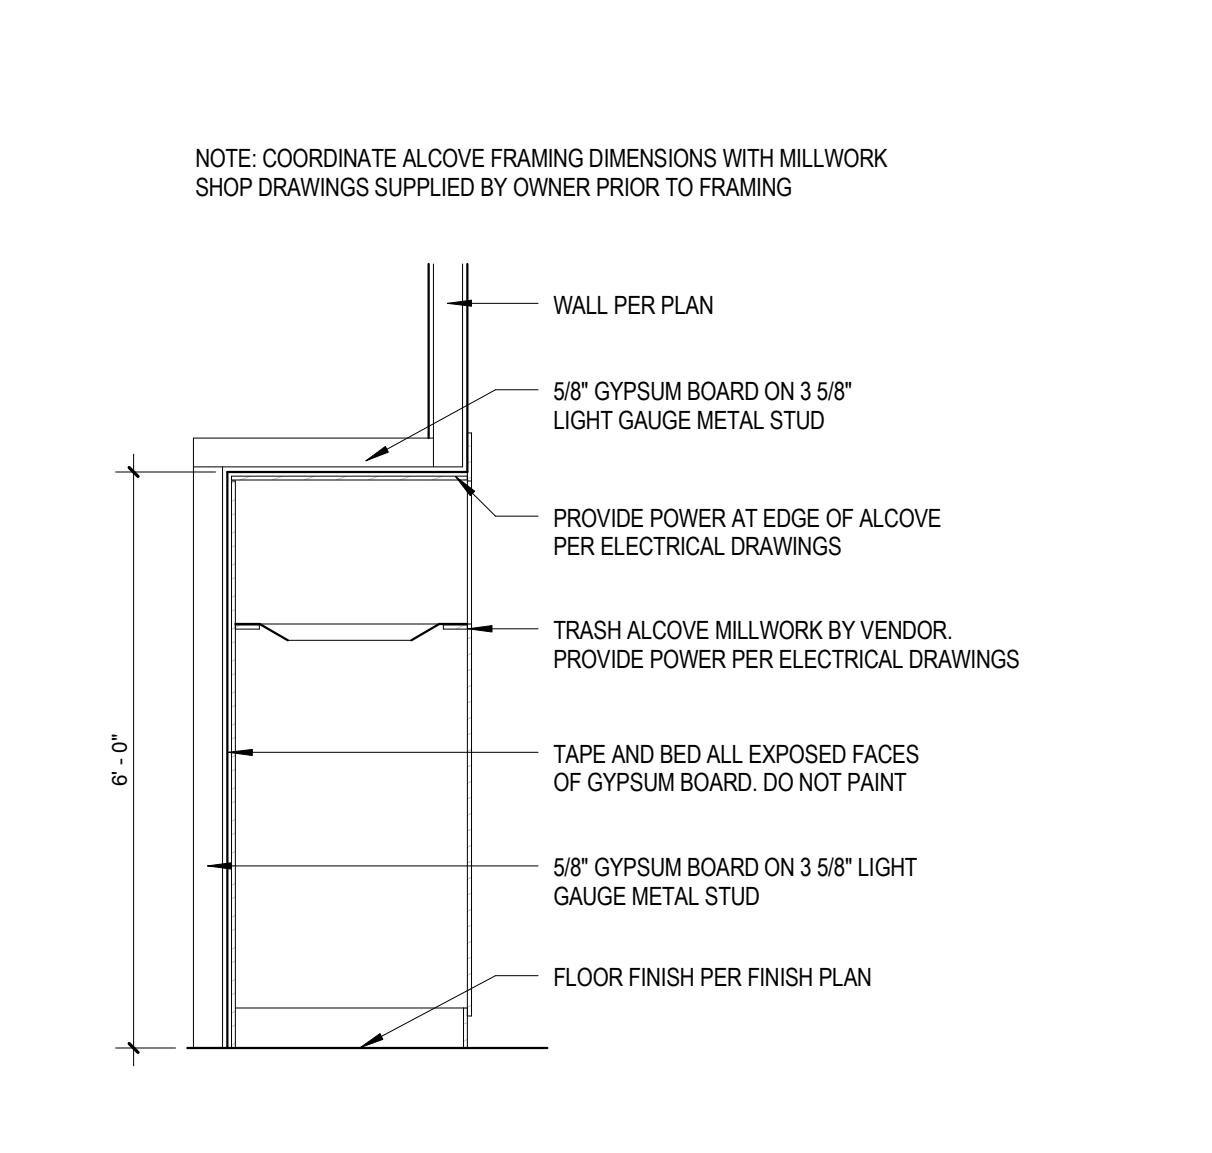 NOTE: COORDINATE ALCOVE FRAMING DIMENSIONS WITH MILLWORK
SHOP DRAWINGS SUPPLIED BY OWNER PRIOR TO FRAMING
WALL PER PLAN
5/8" GYPSUM BOARD ON 3 5/8"
LIGHT GAUGE METAL STUD
PROVIDE POWER AT EDGE OF ALCOVE
PER ELECTRICAL DRAWINGS
TRASH ALCOVE MILLWORK BY VENDOR.
PROVIDE POWER PER ELECTRICAL DRAWINGS
6' - 0"
TAPE AND BED ALL EXPOSED FACES
OF GYPSUM BOARD. DO NOT PAINT
5/8" GYPSUM BOARD ON 3 5/8" LIGHT
GAUGE METAL STUD
FLOOR FINISH PER FINISH PLAN